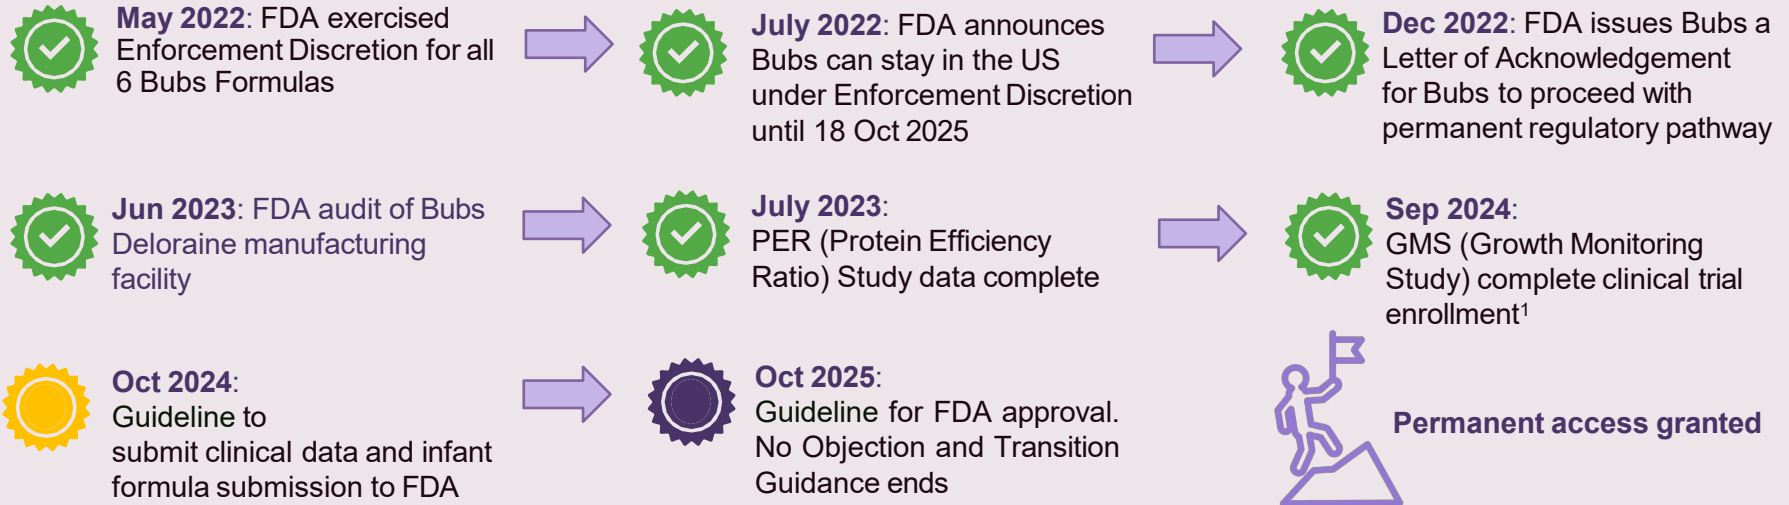 May 2022: FDA exercised
Enforcement Discretion for all
6 Bubs Formulas
July 2022: FDA announces
Bubs can stay in the US
under Enforcement Discretion
until 18 Oct 2025
Dec 2022: FDA issues Bubs a
Letter of Acknowledgement
for Bubs to proceed with
permanent regulatory pathway
Jun 2023: FDA audit of Bubs
Deloraine manufacturing
facility
July 2023:
PER (Protein Efficiency
Ratio) Study data complete
Sep 2024:
GMS (Growth Monitoring
Study) complete clinical trial
enrollment¹
Oct 2024:
Guideline to
submit clinical data and infant
formula submission to FDA
Oct 2025:
Guideline for FDA approval.
No Objection and Transition
Guidance ends
Permanent access granted